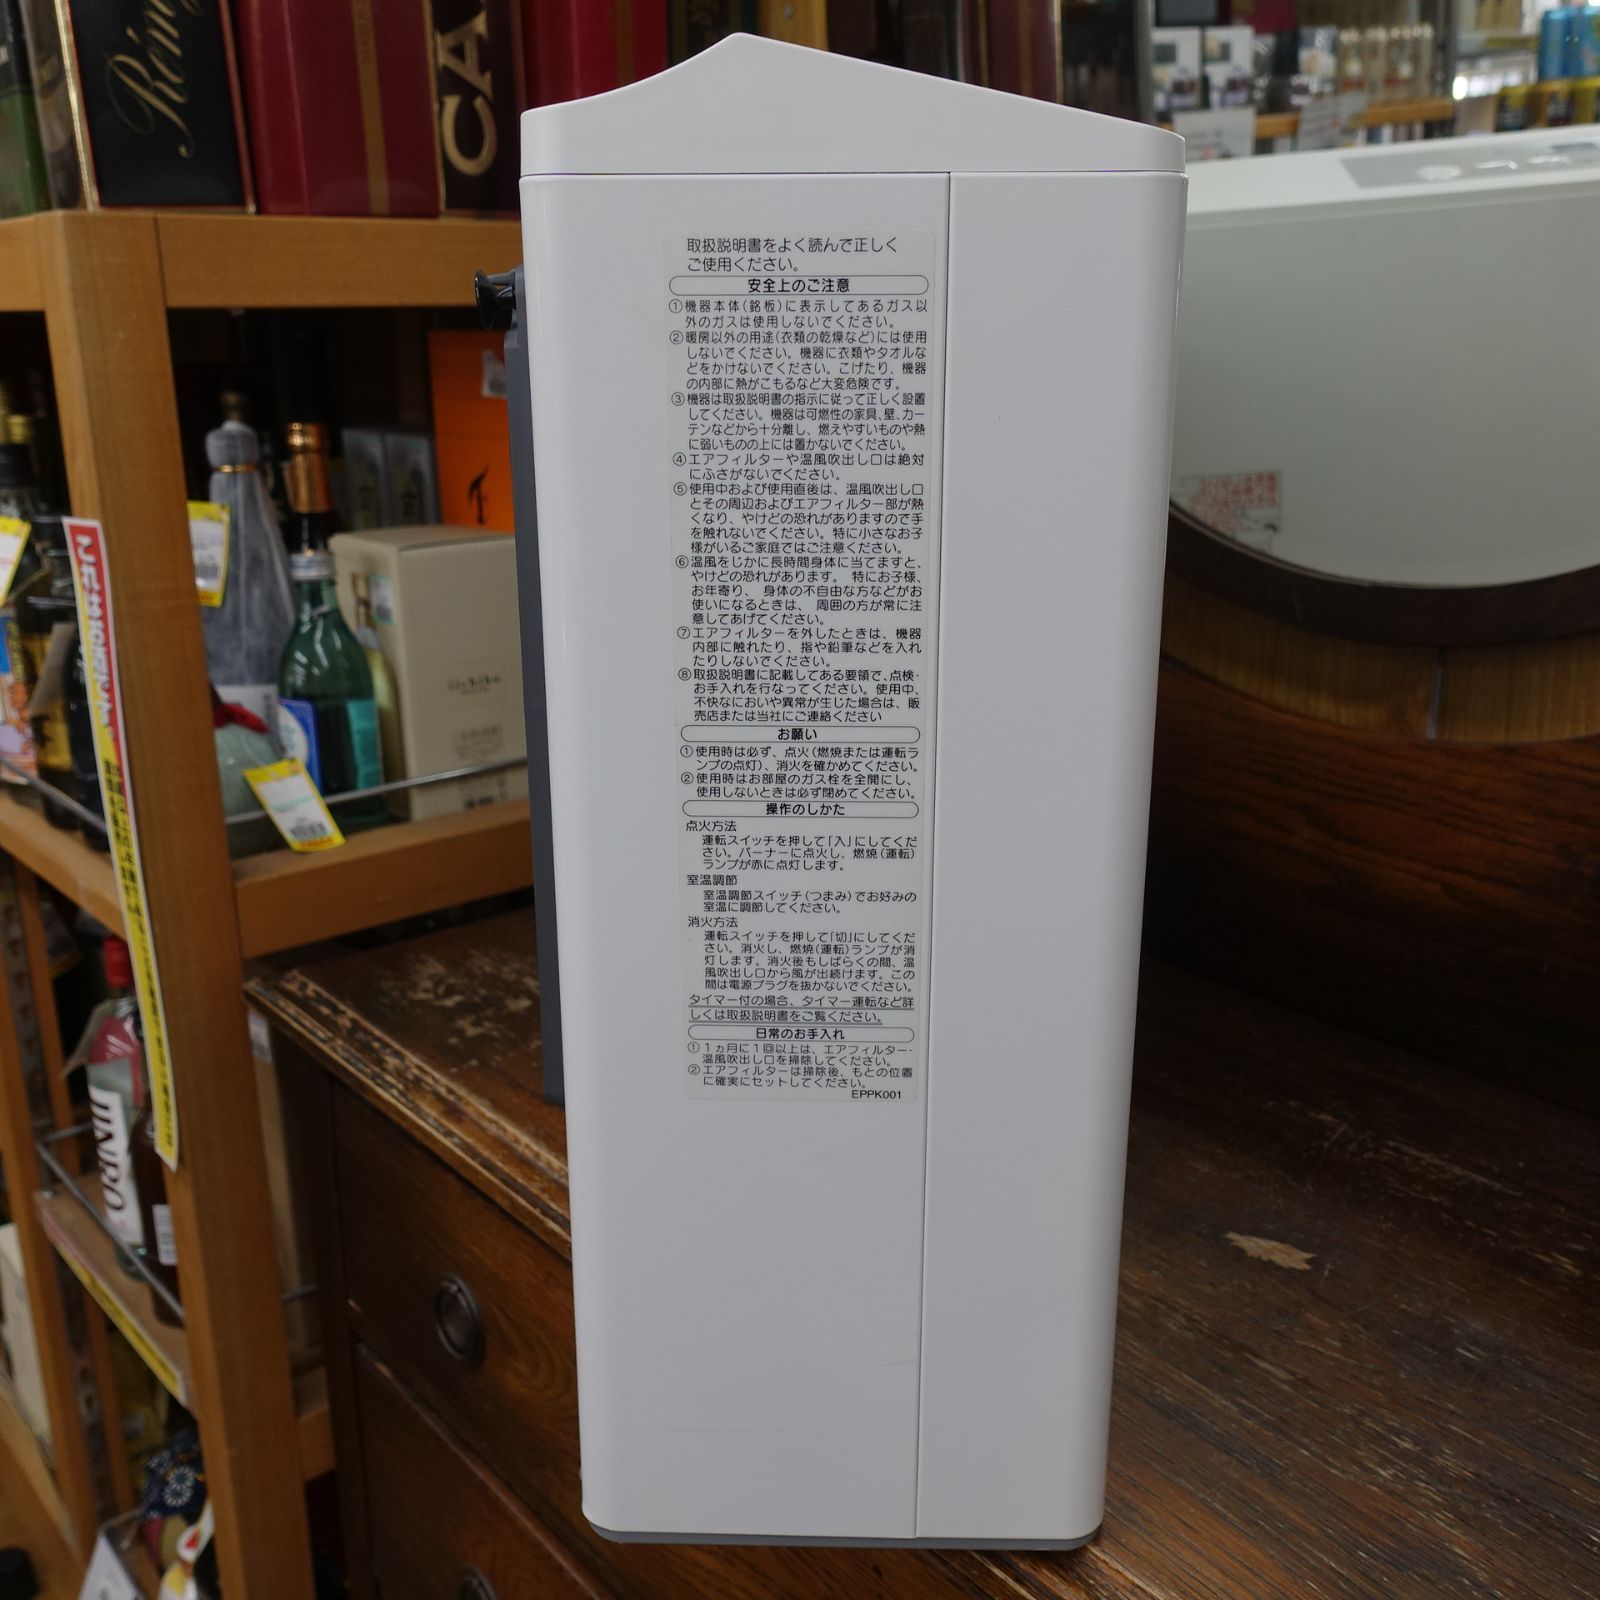 取扱説明書をよく読んで正しく
ご使用ください。
安全上のご注意
①機器本体(銘板)に表示してあるガス以
外のガスは使用しないでください。
②暖房以外の用途(衣類の乾燥など)には使用
しないでください。機器に衣類やタオルな
どをかけないでください。こげたり、機器
の内部に熱がこもるなど大変危険です。
③機器は取扱説明書の指示に従って正しく設置
してください。機器は可燃性の家具、壁、カー
テンなどから十分離し、燃えやすいものや熱
に弱いものの上には置かないでください。
④エアフィルターや温風吹出し口は絶対
にふさがないでください。
⑤使用中および使用直後は、温風吹出し口
とその周辺およびエアフィルター部が熱
くなり、やけどの恐れがありますので手
を触れないでください。特に小さなお子
様がいるご家庭ではご注意ください。
⑥温風をじかに長時間身体に当てますと、
やけどの恐れがあります。特にお子様、
お年寄り、身体の不自由な方などがお
使いになるときは、周囲の方が常に注
意してあげてください。
⑦エアフィルターを外したときは、機器
内部に触れたり、指や鉛筆などを入れ
たりしないでください。
⑧取扱説明書に記載してある要領で、点検・
お手入れを行なってください。使用中、
不快なにおいや異常が生じた場合は、販
売店または当社にご連絡ください
お願い
①使用時は必ず、点火(燃焼または運転ラ
ンプの点灯)、消火を確かめてください。
②使用時はお部屋のガス栓を全開にし、
使用しないときは必ず閉めてください。
操作のしかた
点火方法
運転スイッチを押して「入」にしてくだ
さい。バーナーに点火し、燃焼(運転)
ランプが赤に点灯します。
室温調節
室温調節スイッチ(つまみ)でお好みの
室温に調節してください。
消火方法
運転スイッチを押して「切」にしてくだ
さい。消火し、燃焼(運転)ランプが消
灯します。消火後もしばらくの間、温
風吹出し口から風が出続けます。この
間は電源プラグを抜かないでください。
タイマー付の場合、タイマー運転など詳
しくは取扱説明書をご覧ください。
日常のお手入れ
①1ヵ月に1回以上は、エアフィルター・
温風吹出し口を掃除してください。
②エアフィルターは掃除後、もとの位置
に確実にセットしてください。
EPPK001
Rém
CA